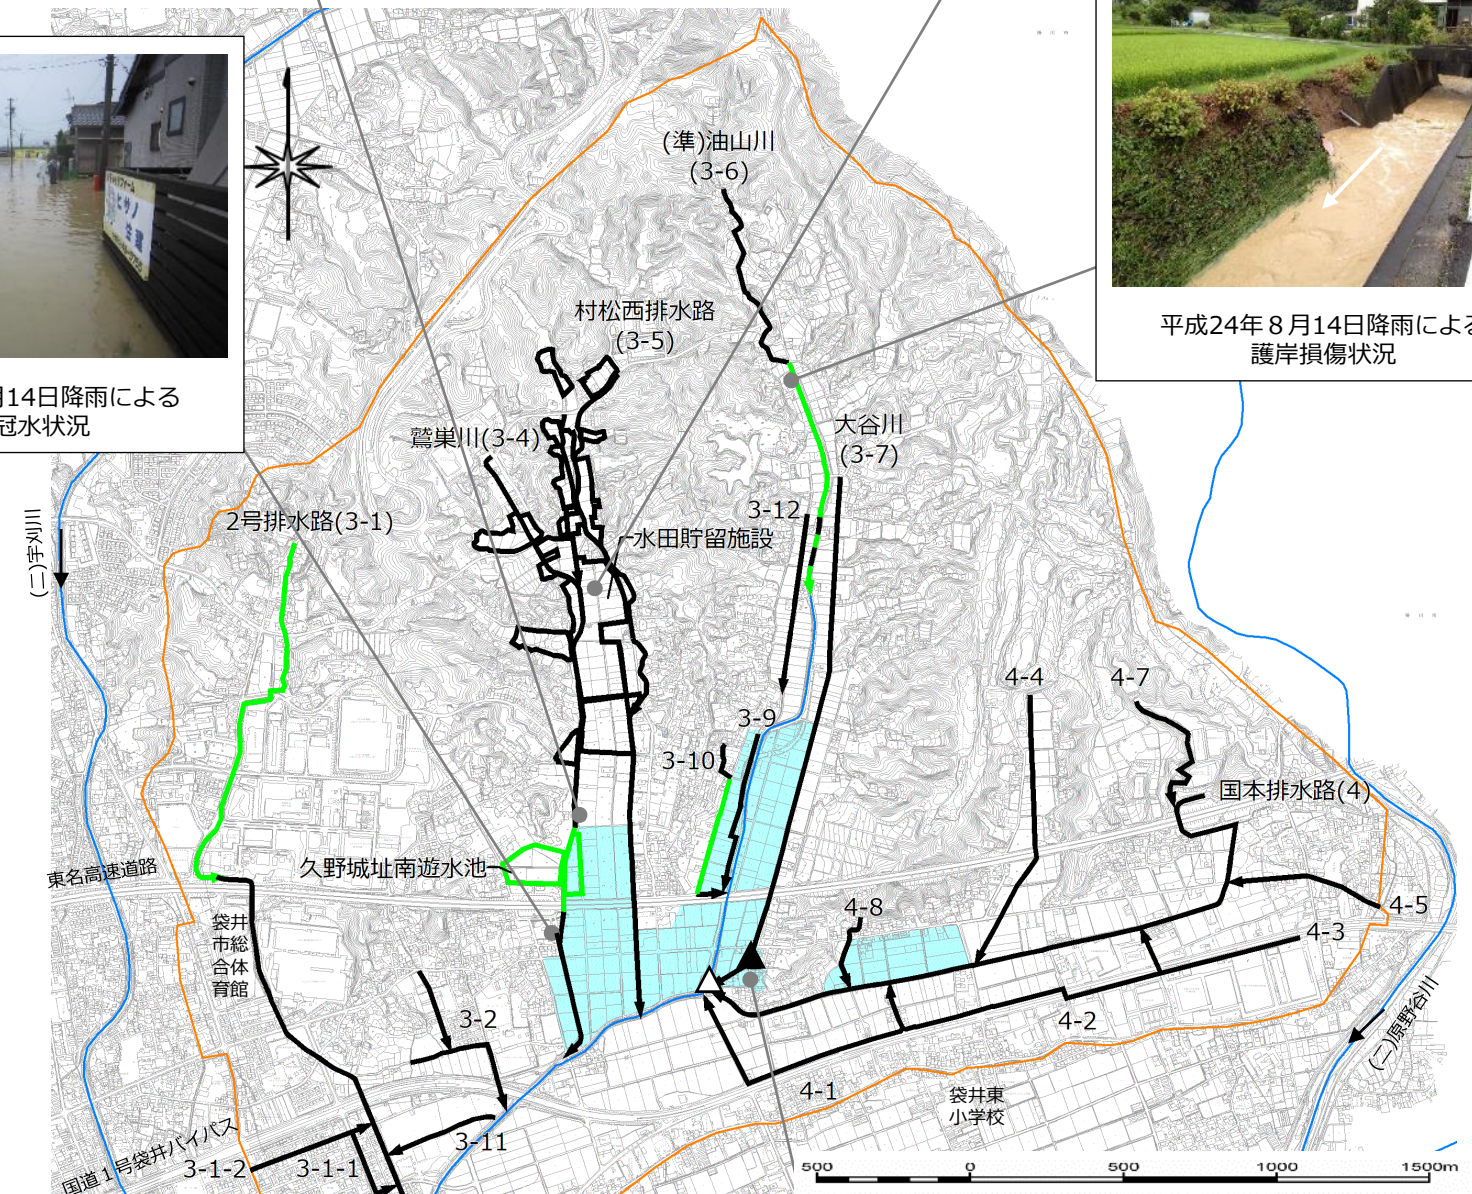 ヒサノ
住建
月14日降雨による
冠水状況
平成24年８月14日降雨による
護岸損傷状況
(準)油山川
(3-6)
村松西排水路
(3-5)
鷲巣川(3-4)
大谷川
(3-7)
3-12
2号排水路(3-1)
水田貯留施設
(二)宇刈川
4-4
4-7
3-9
3-10
国本排水路(4)
久野城址南遊水池
東名高速道路
4-8
4-5
4-3
袋井
市総
合体
育館
3-2
4-2
(二)原野谷川
4-1
袋井東
小学校
3-11
国道１号袋井バイパス
3-1-2
3-1-1
500
0
500
1000
1500m